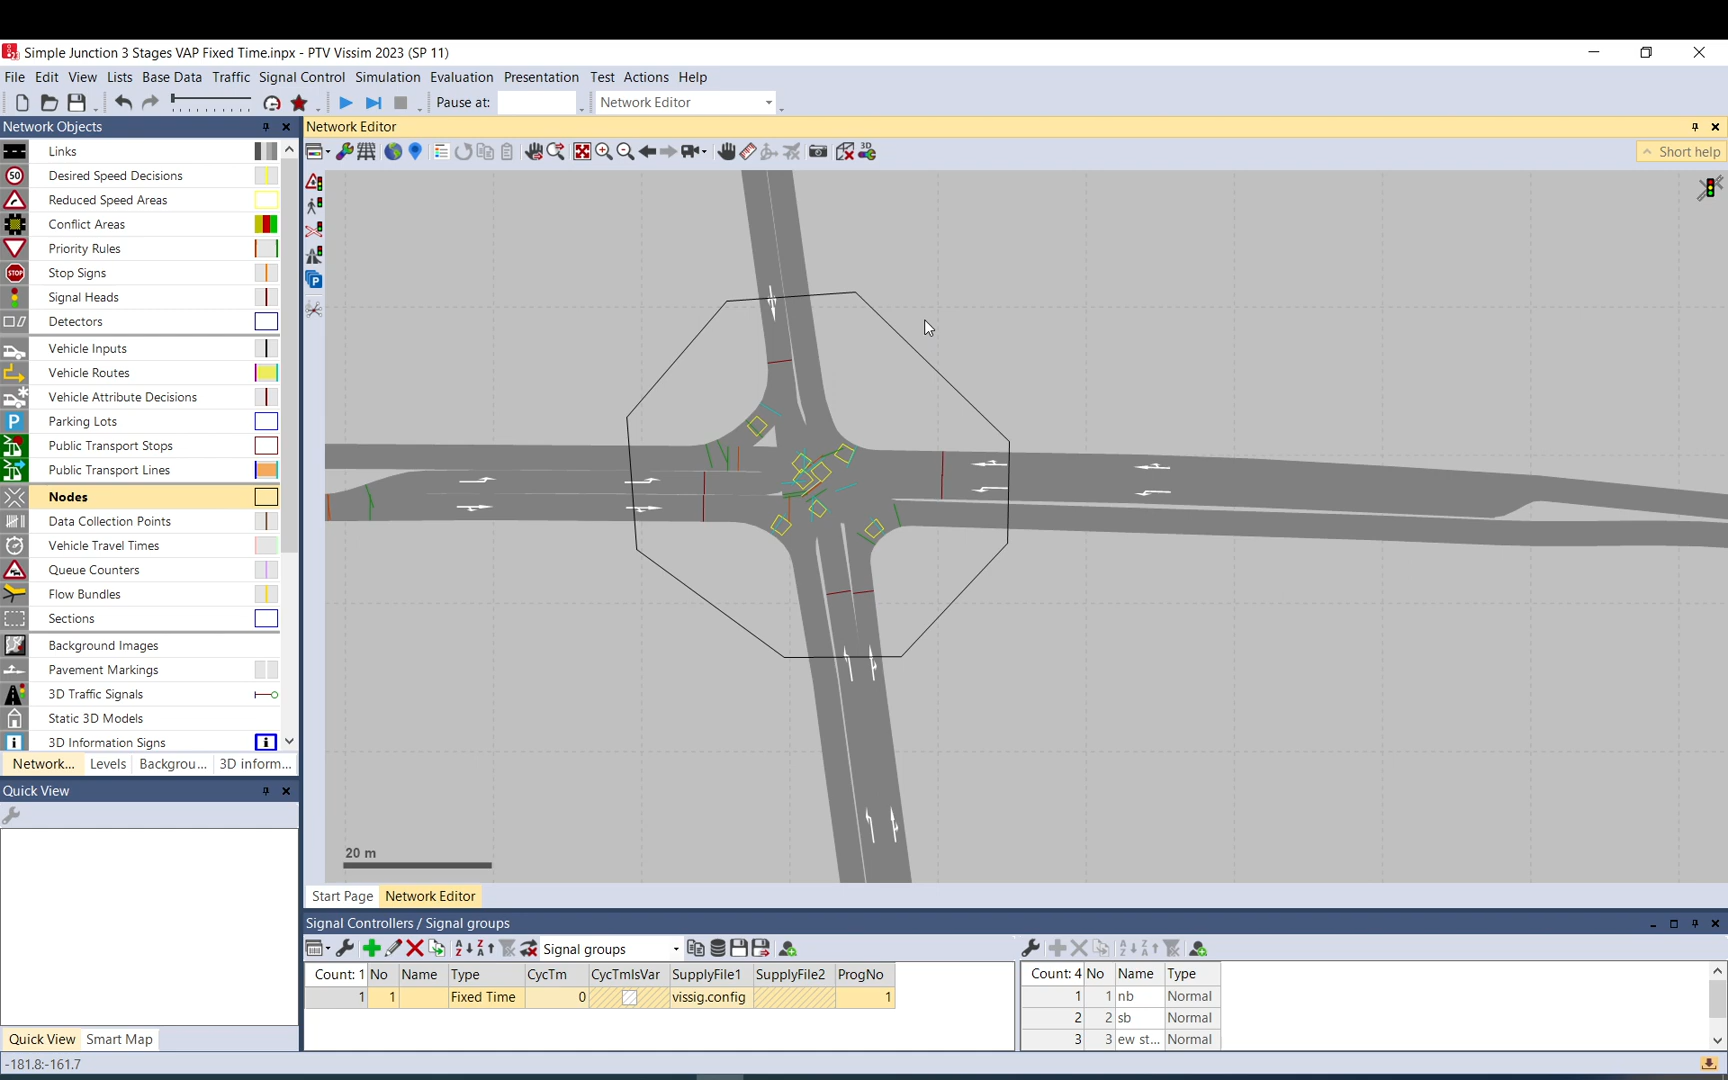 Simple Junction 3 Stages VAP Fixed Time.inpx - PTV Vissim 2023 (SP 11)
File Edit View Lists Base Data Traffic Signal Control Simulation Evaluation Presentation Test Actions Help
Pause at: Network Editor
Network Objects
Network Editor
Short help
Links
50 Desired Speed Decisions
Reduced Speed Areas
Conflict Areas
Priority Rules
STOP Stop Signs
Signal Heads
Detectors
Vehicle Inputs
Vehicle Routes
Vehicle Attribute Decisions
P Parking Lots
Public Transport Stops
Public Transport Lines
Nodes
Data Collection Points
Vehicle Travel Times
Queue Counters
Flow Bundles
Sections
Background Images
Pavement Markings
3D Traffic Signals
Static 3D Models
3D Information Signs
Network... Levels Backgrou... 3D inform...
3D
P
20 m
Start Page Network Editor
Quick View
Quick View Smart Map
Signal Controllers / Signal groups
Signal groups
Count: 1 No Name Type CycTm CycTmIsVar SupplyFile1 SupplyFile2 ProgNo
1 1 Fixed Time 0 vissig.config 1
Count: 4 No Name Type
1 1 nb Normal
2 2 sb Normal
3 3 ew st... Normal
-181.8:-161.7